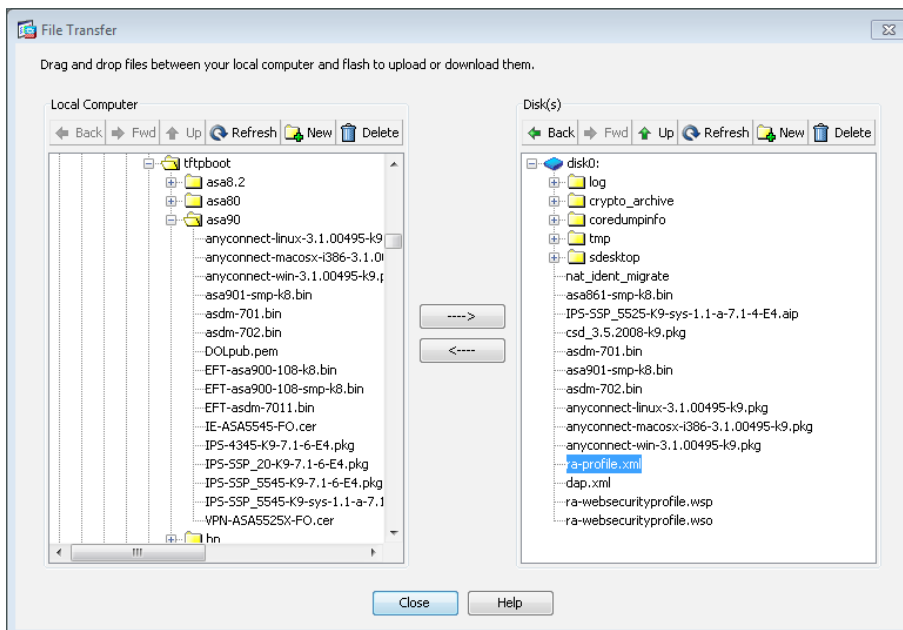 File Transfer
Drag and drop files between your local computer and flash to upload or download them.
Local Computer
Back Fwd Up Refresh New Delete
tftpboot
asa8.2
asa80
asa90
anyconnect-linux-3.1.00495-k9
anyconnect-macosx-i386-3.1.0
anyconnect-win-3.1.00495-k9.p
asa901-smp-k8.bin
asdm-701.bin
asdm-702.bin
DOLpub.pem
EFT-asa900-108-k8.bin
EFT-asa900-108-smp-k8.bin
EFT-asdm-7011.bin
IE-ASA5545-FO.cer
IPS-4345-K9-7.1-6-E4.pkg
IPS-SSP_20-K9-7.1-6-E4.pkg
IPS-SSP_5545-K9-7.1-6-E4.pkg
IPS-SSP_5545-K9-sys-1.1-a-7.1
VPN-ASA5525X-FO.cer
hn
---->
<----
Disk(s)
Back Fwd Up Refresh New Delete
disk0:
log
crypto_archive
coredumpinfo
tmp
sdesktop
nat_ident_migrate
asa861-smp-k8.bin
IPS-SSP_5525-K9-sys-1.1-a-7.1-4-E4.aip
csd_3.5.2008-k9.pkg
asdm-701.bin
asa901-smp-k8.bin
asdm-702.bin
anyconnect-linux-3.1.00495-k9.pkg
anyconnect-macosx-i386-3.1.00495-k9.pkg
anyconnect-win-3.1.00495-k9.pkg
ra-profile.xml
dap.xml
ra-websecurityprofile.wsp
ra-websecurityprofile.wso
Close Help